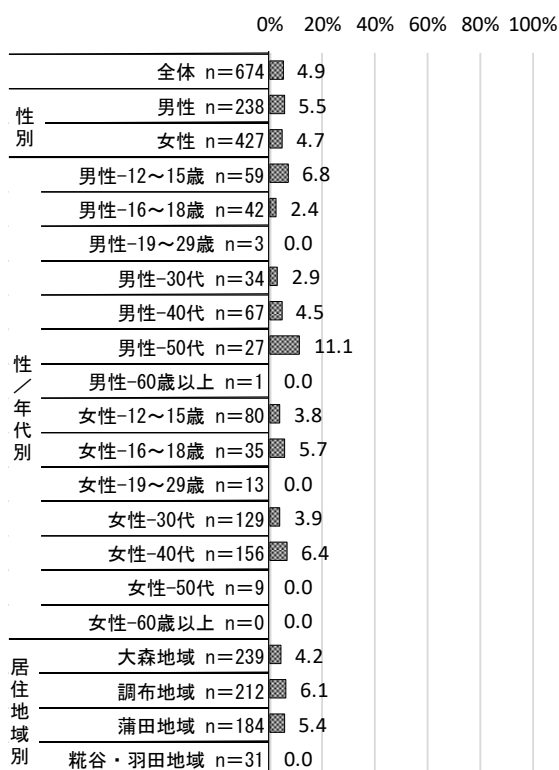 0% 20% 40% 60% 80% 100%
全体 n=674 4.9
性別
男性 n=238 5.5
女性 n=427 4.7
性/年代別
男性-12~15歳 n=59 6.8
男性-16~18歳 n=42 2.4
男性-19~29歳 n=3 0.0
男性-30代 n=34 2.9
男性-40代 n=67 4.5
男性-50代 n=27 11.1
男性-60歳以上 n=1 0.0
女性-12~15歳 n=80 3.8
女性-16~18歳 n=35 5.7
女性-19~29歳 n=13 0.0
女性-30代 n=129 3.9
女性-40代 n=156 6.4
女性-50代 n=9 0.0
女性-60歳以上 n=0 0.0
居住地域別
大森地域 n=239 4.2
調布地域 n=212 6.1
蒲田地域 n=184 5.4
糀谷・羽田地域 n=31 0.0